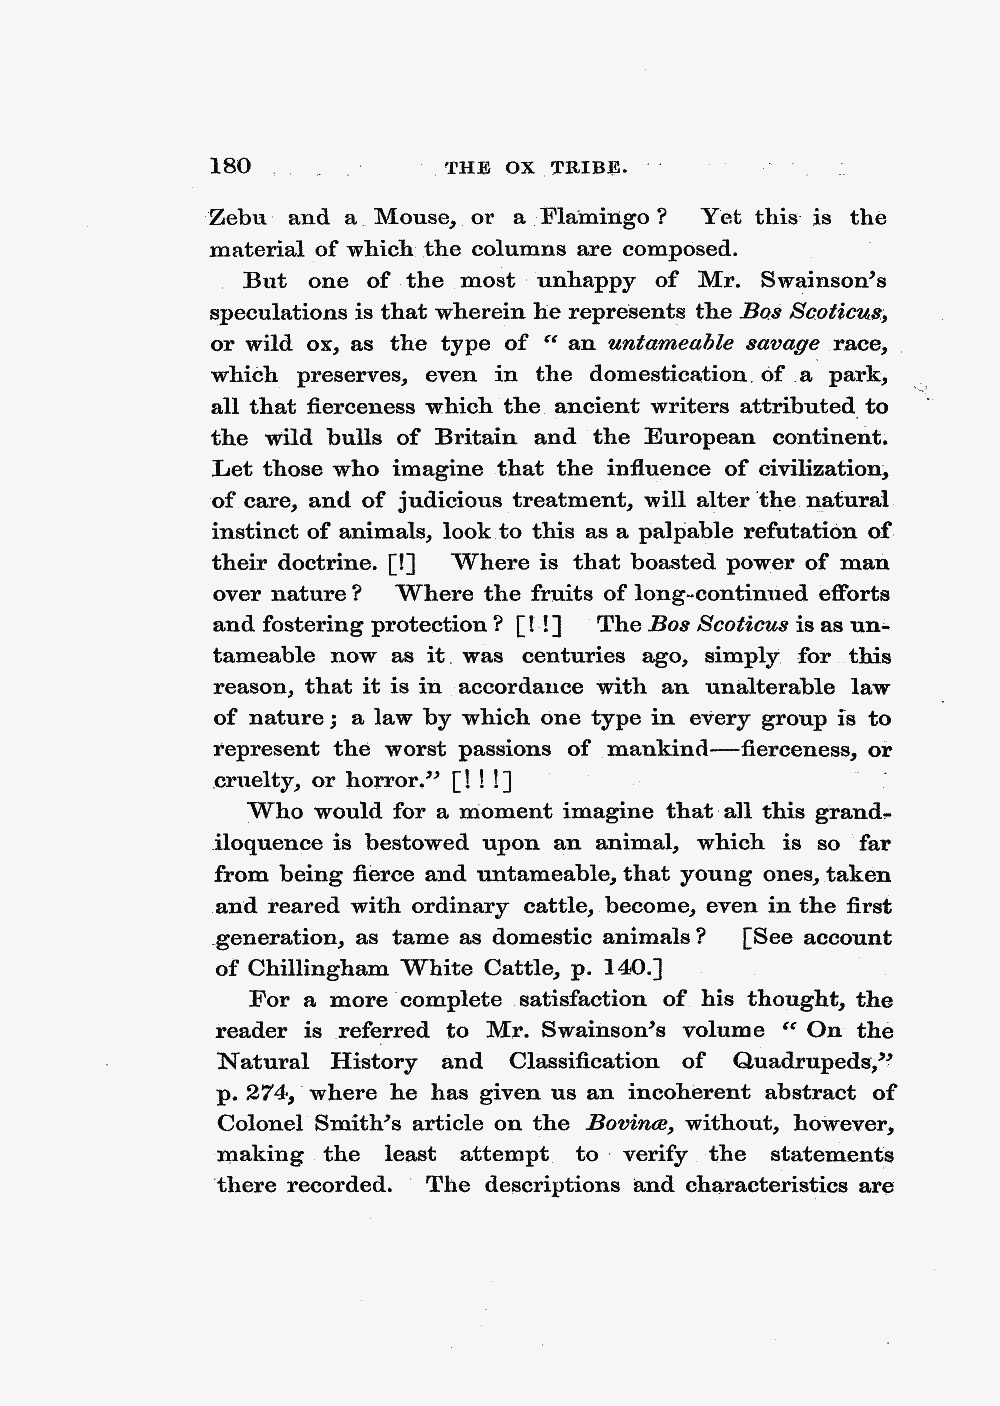 180 THE OX TRIBE.
Zebu and a Mouse, or a Flamingo ? Yet this is the
material of which the columns are composed.
But one of the most unhappy of Mr. Swainson's
speculations is that wherein he represents the Bos Scoticus,
or wild ox, as the type of “ an untameable savage race,
which preserves, even in the domestication of a park,
all that fierceness which the ancient writers attributed to
the wild bulls of Britain and the European continent.
Let those who imagine that the influence of civilization,
of care, and of judicious treatment, will alter the natural
instinct of animals, look to this as a palpable refutation of
their doctrine. [!] Where is that boasted power of man
over nature ? Where the fruits of long-continued efforts
and fostering protection ? [! !] The Bos Scoticus is as un-
tameable now as it was centuries ago, simply for this
reason, that it is in accordance with an unalterable law
of nature ; a law by which one type in every group is to
represent the worst passions of mankind—fierceness, or
cruelty, or horror.” [! ! !]
Who would for a moment imagine that all this grand-
iloquence is bestowed upon an animal, which is so far
from being fierce and untameable, that young ones, taken
and reared with ordinary cattle, become, even in the first
generation, as tame as domestic animals ? [See account
of Chillingham White Cattle, p. 140.]
For a more complete satisfaction of his thought, the
reader is referred to Mr. Swainson's volume “ On the
Natural History and Classification of Quadrupeds,”
p. 274, where he has given us an incoherent abstract of
Colonel Smith's article on the Bovinæ, without, however,
making the least attempt to verify the statements
there recorded. The descriptions and characteristics are